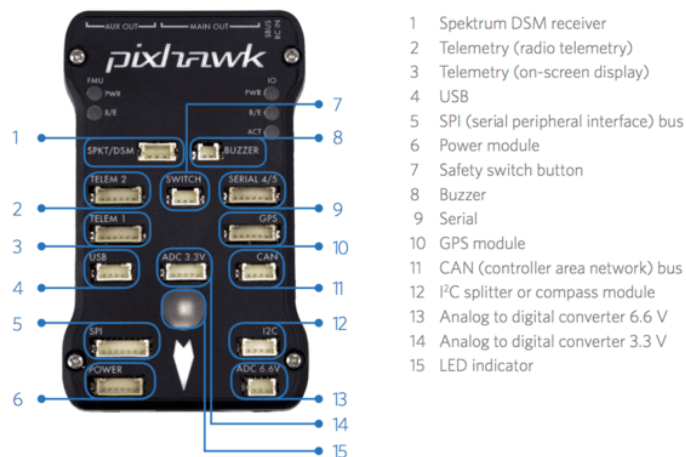 AUX OUT MAIN OUT SBUS RC IN
pixhawk
FMU IO
PWR PWR
B/E B/E
ACT
SPKT/DSM BUZZER
TELEM 2 SWITCH SERIAL 4/5
TELEM 1 GPS
USB ADC 3.3V CAN
SPI I2C
POWER ADC 6.6V
1
2
3
4
5
6
7
8
9
10
11
12
13
14
15
1 Spektrum DSM receiver
2 Telemetry (radio telemetry)
3 Telemetry (on-screen display)
4 USB
5 SPI (serial peripheral interface) bus
6 Power module
7 Safety switch button
8 Buzzer
9 Serial
10 GPS module
11 CAN (controller area network) bus
12 I²C splitter or compass module
13 Analog to digital converter 6.6 V
14 Analog to digital converter 3.3 V
15 LED indicator